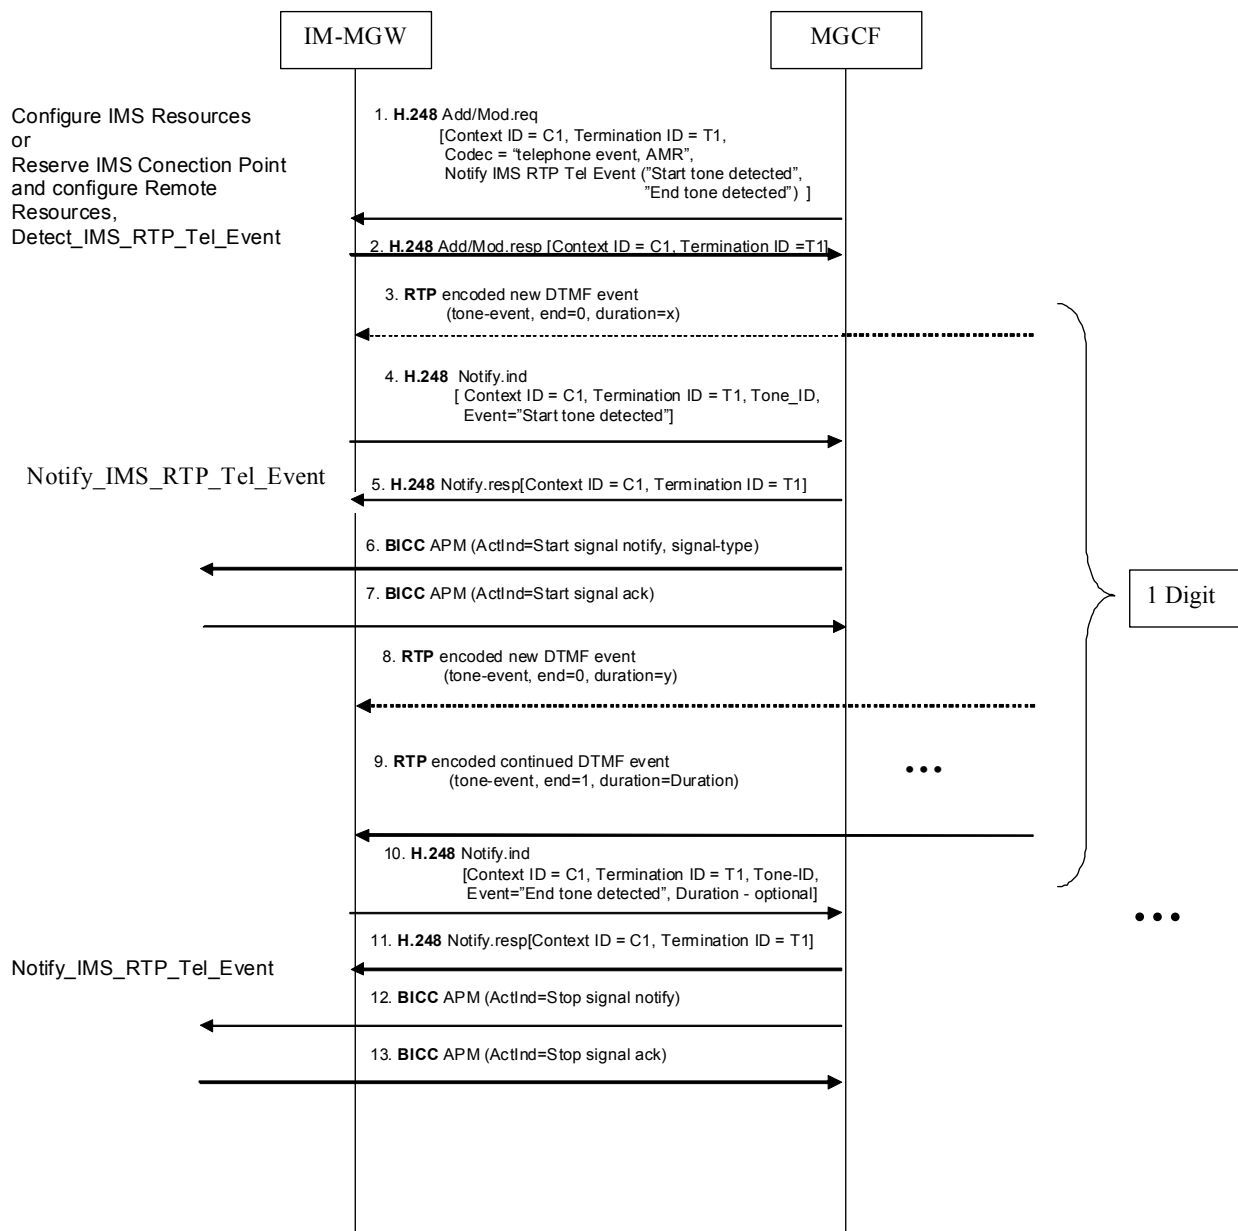 IM-MGW
MGCF
Configure IMS Resources
or
Reserve IMS Conection Point
and configure Remote
Resources,
Detect_IMS_RTP_Tel_Event
1. H.248 Add/Mod.req
[Context ID = C1, Termination ID = T1,
Codec = “telephone event, AMR”,
Notify IMS RTP Tel Event (”Start tone detected”,
”End tone detected”) ]
2. H.248 Add/Mod.resp [Context ID = C1, Termination ID =T1]
3. RTP encoded new DTMF event
(tone-event, end=0, duration=x)
4. H.248 Notify.ind
[ Context ID = C1, Termination ID = T1, Tone_ID,
Event=”Start tone detected”]
Notify_IMS_RTP_Tel_Event
5. H.248 Notify.resp[Context ID = C1, Termination ID = T1]
6. BICC APM (ActInd=Start signal notify, signal-type)
7. BICC APM (ActInd=Start signal ack)
1 Digit
8. RTP encoded new DTMF event
(tone-event, end=0, duration=y)
9. RTP encoded continued DTMF event
(tone-event, end=1, duration=Duration)
...
10. H.248 Notify.ind
[Context ID = C1, Termination ID = T1, Tone-ID,
Event=”End tone detected”, Duration - optional]
...
11. H.248 Notify.resp[Context ID = C1, Termination ID = T1]
Notify_IMS_RTP_Tel_Event
12. BICC APM (ActInd=Stop signal notify)
13. BICC APM (ActInd=Stop signal ack)